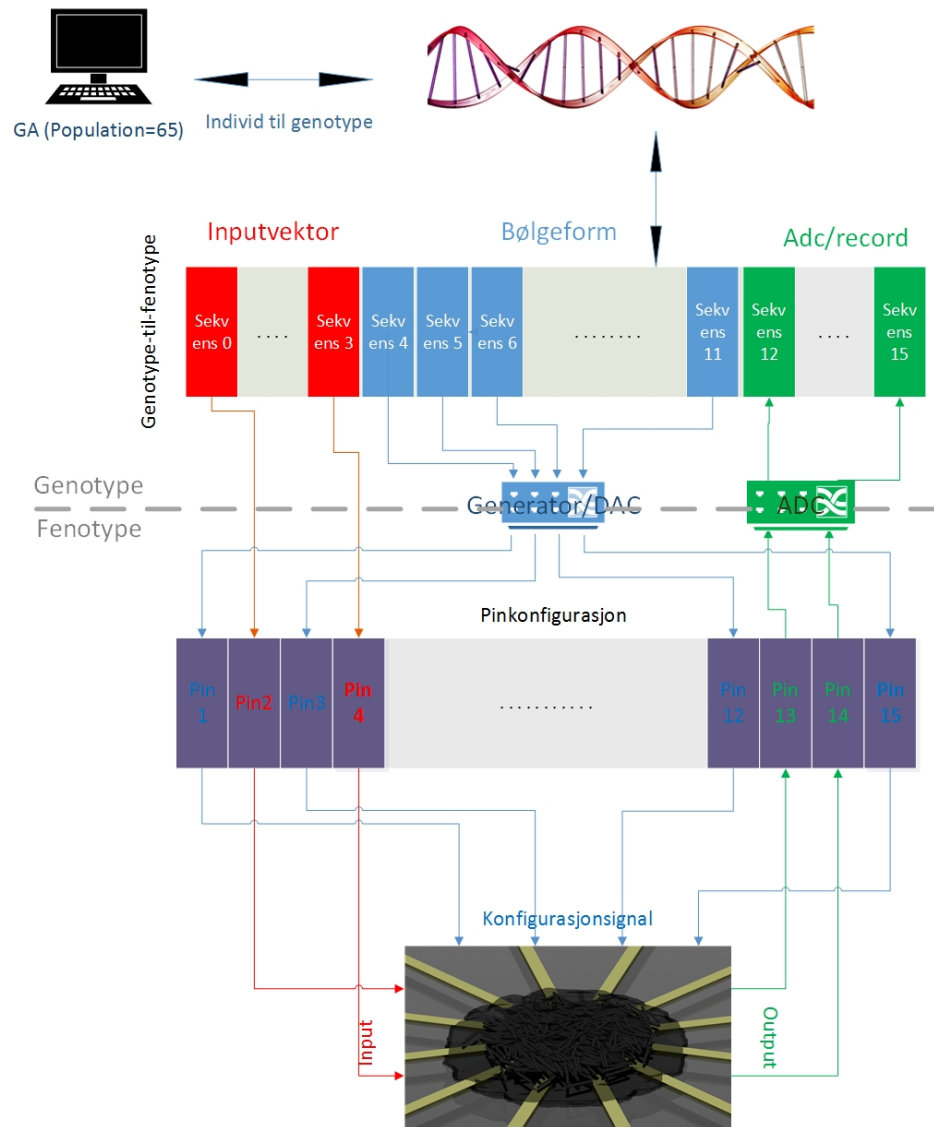 GA (Population=65)
Individ til genotype
Inputvektor
Bølgeform
Adc/record
Genotype-til-fenotype
Sekv
ens 0
....
Sekv
ens 3
Sekv
ens 4
Sekv
ens 5
Sekv
ens 6
........
Sekv
ens
11
Sekv
ens
12
....
Sekv
ens
15
Genotype
Generator/DAC
ADC
Fenotype
Pinkonfigurasjon
Pin
1
Pin2
Pin3
Pin
4
...........
Pin
12
Pin
13
Pin
14
Pin
15
Konfigurasjonsignal
Input
Output